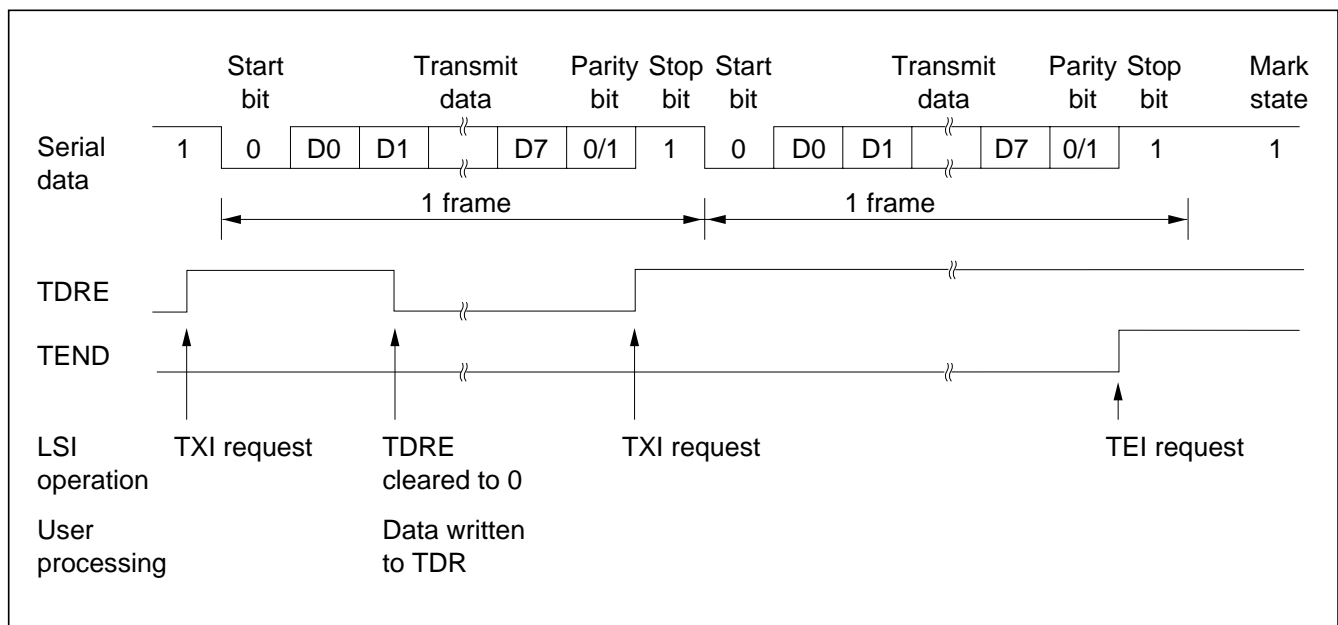 Start Transmit Parity Stop Start Transmit Parity Stop Mark
bit data bit bit bit data bit bit state
Serial data 1 0 D0 D1 D7 0/1 1 0 D0 D1 D7 0/1 1 1
1 frame 1 frame
TDRE
TEND
LSI TXI request TDRE TXI request TEI request
operation cleared to 0
User Data written
processing to TDR